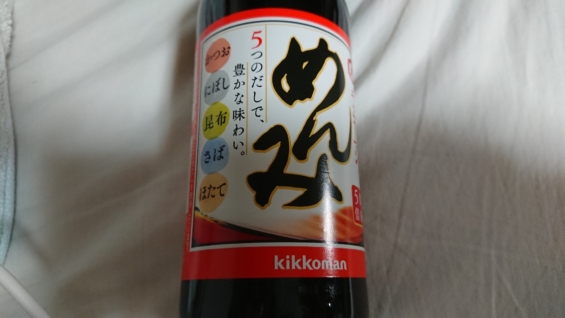 めんみ
5つのだしで、
豊かな味わい。
かつお
にぼし
昆布
さば
ほたて
kikkoman